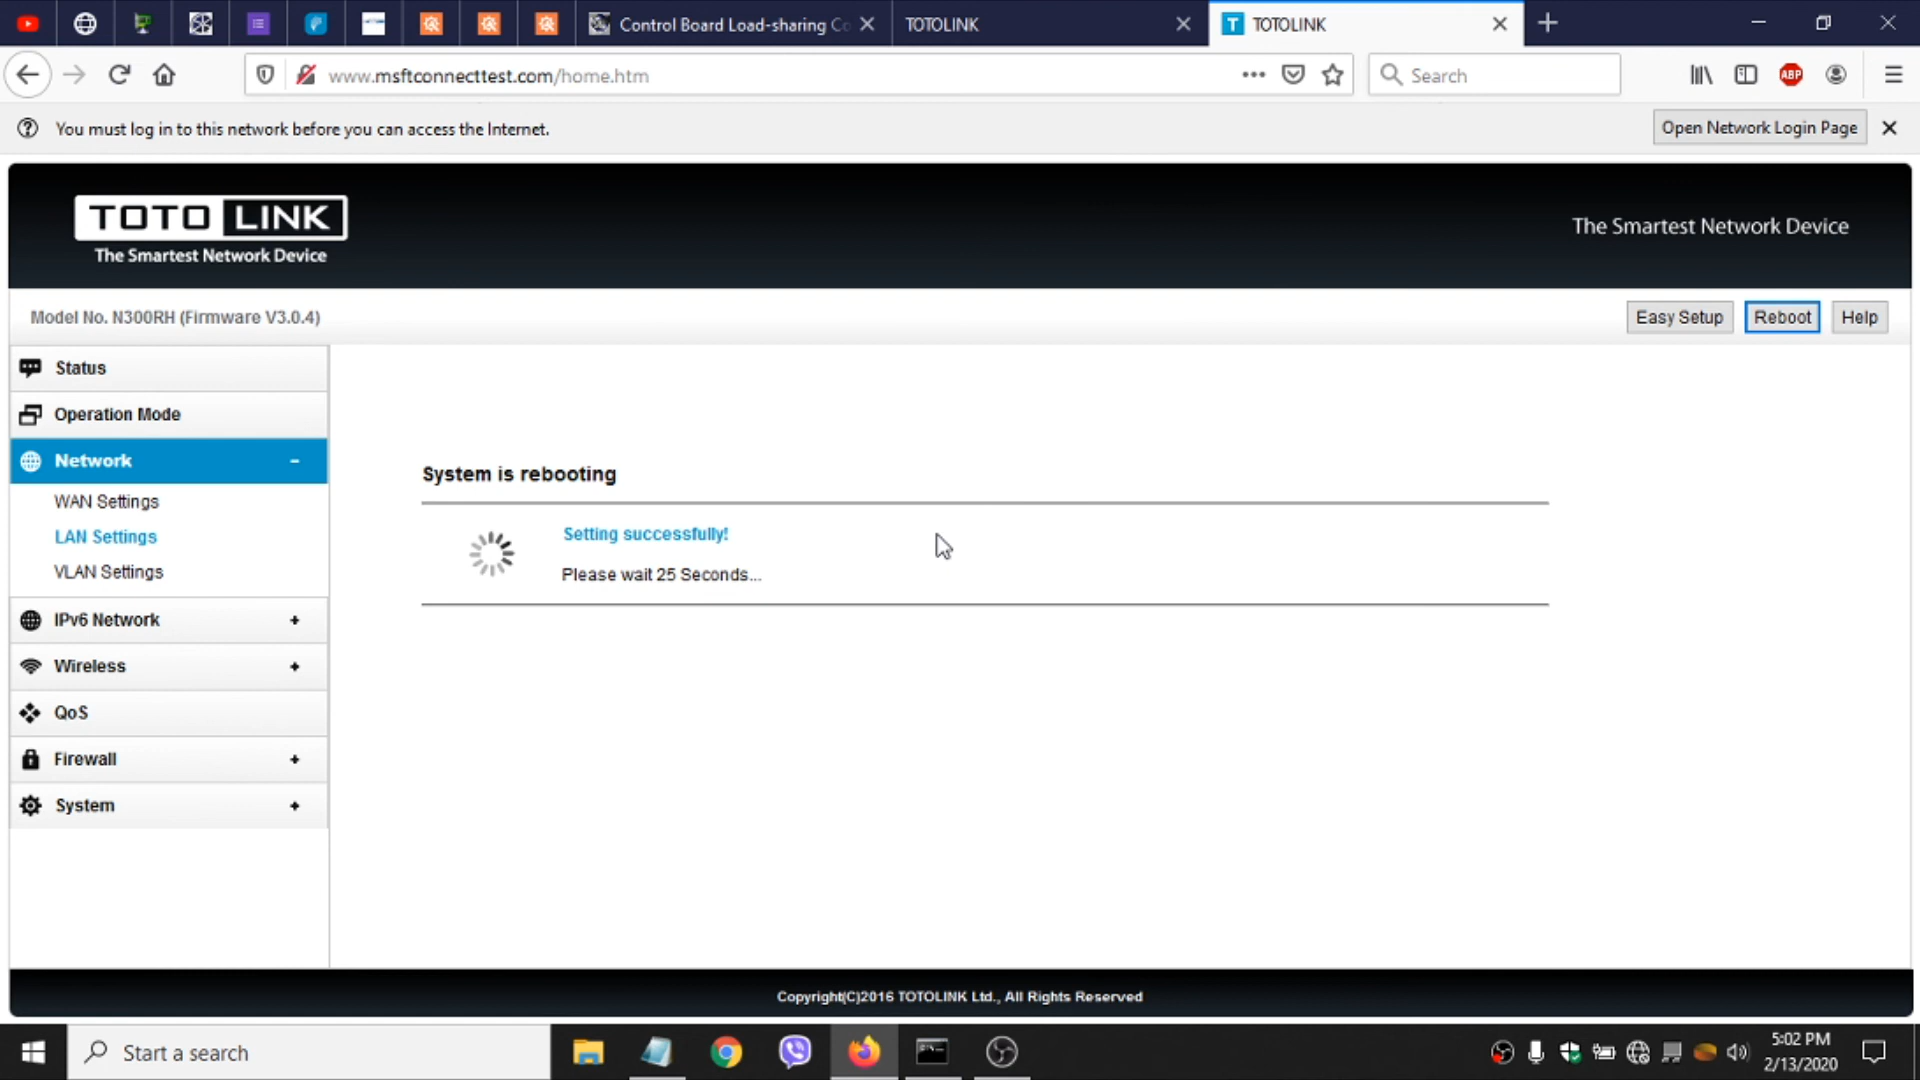 Control Board Load-sharing Co
TOTOLINK
TOTOLINK
www.msftconnecttest.com/home.htm
Search
ABP
You must log in to this network before you can access the Internet.
Open Network Login Page
TOTO LINK
The Smartest Network Device
The Smartest Network Device
Model No. N300RH (Firmware V3.0.4)
Easy Setup
Reboot
Help
Status
Operation Mode
Network
WAN Settings
LAN Settings
VLAN Settings
IPv6 Network
Wireless
QoS
Firewall
System
System is rebooting
Setting successfully!
Please wait 25 Seconds...
Copyright(C)2016 TOTOLINK Ltd., All Rights Reserved
Start a search
5:02 PM
2/13/2020